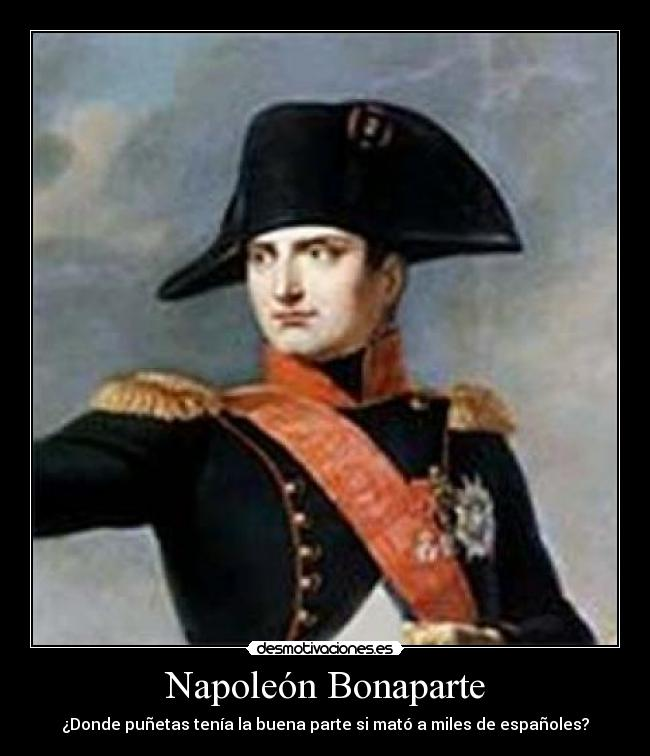 desmotivaciones.es
Napoleón Bonaparte
¿Donde puñetas tenía la buena parte si mató a miles de españoles?